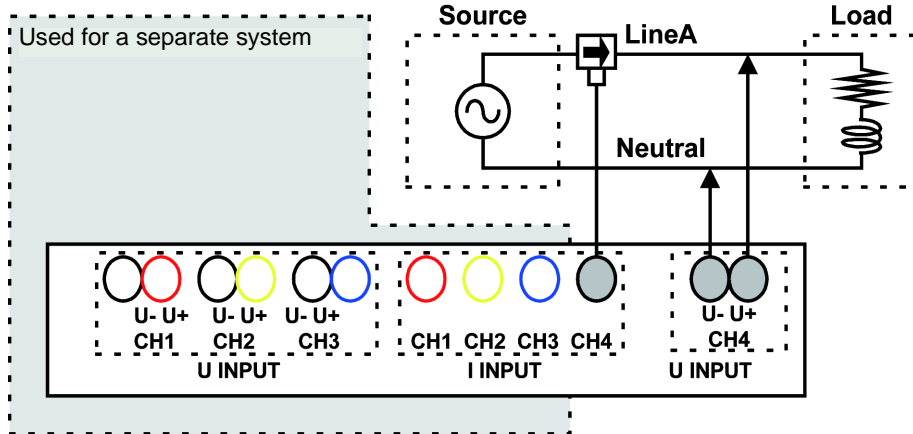 Source
Load
Used for a separate system
LineA
Neutral
U- U+
U- U+
U- U+
U- U+
CH1
CH2
CH3
CH1
CH2
CH3
CH4
CH4
U INPUT
I INPUT
U INPUT